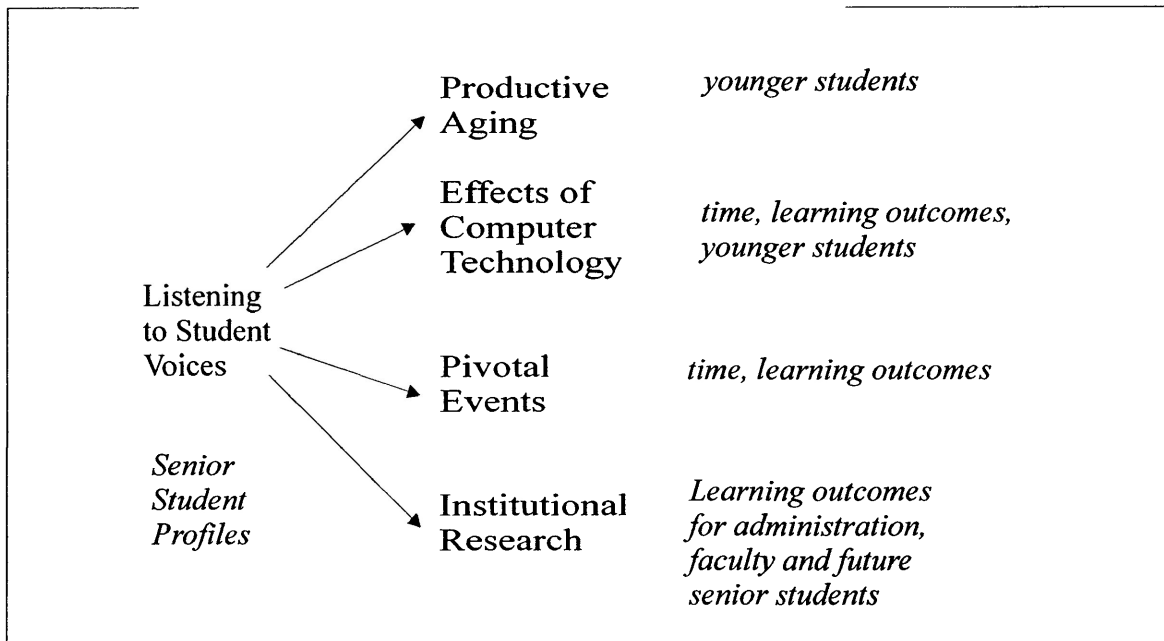 Productive
Aging
younger students
Effects of
Computer
Technology
time, learning outcomes,
younger students
Listening
to Student
Voices
Pivotal
Events
time, learning outcomes
Senior
Student
Profiles
Institutional
Research
Learning outcomes
for administration,
faculty and future
senior students